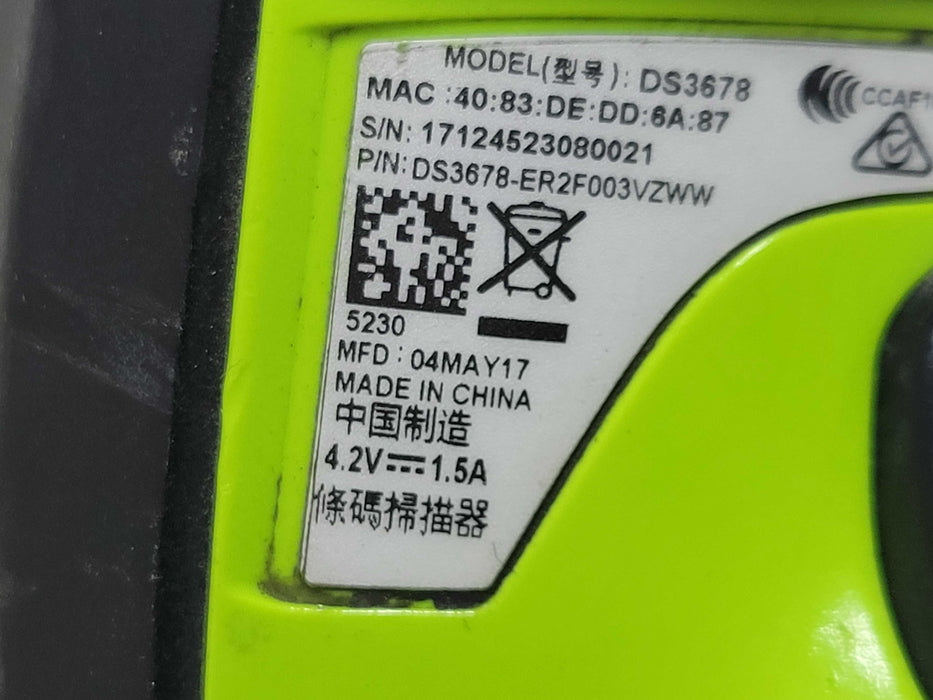 MODEL(型号): DS3678
MAC :40:83:DE:DD:6A:87
S/N: 17124523080021
P/N: DS3678-ER2F003VZWW
5230
MFD : 04MAY17
MADE IN CHINA
中国制造
4.2V⎓1.5A
條碼掃描器